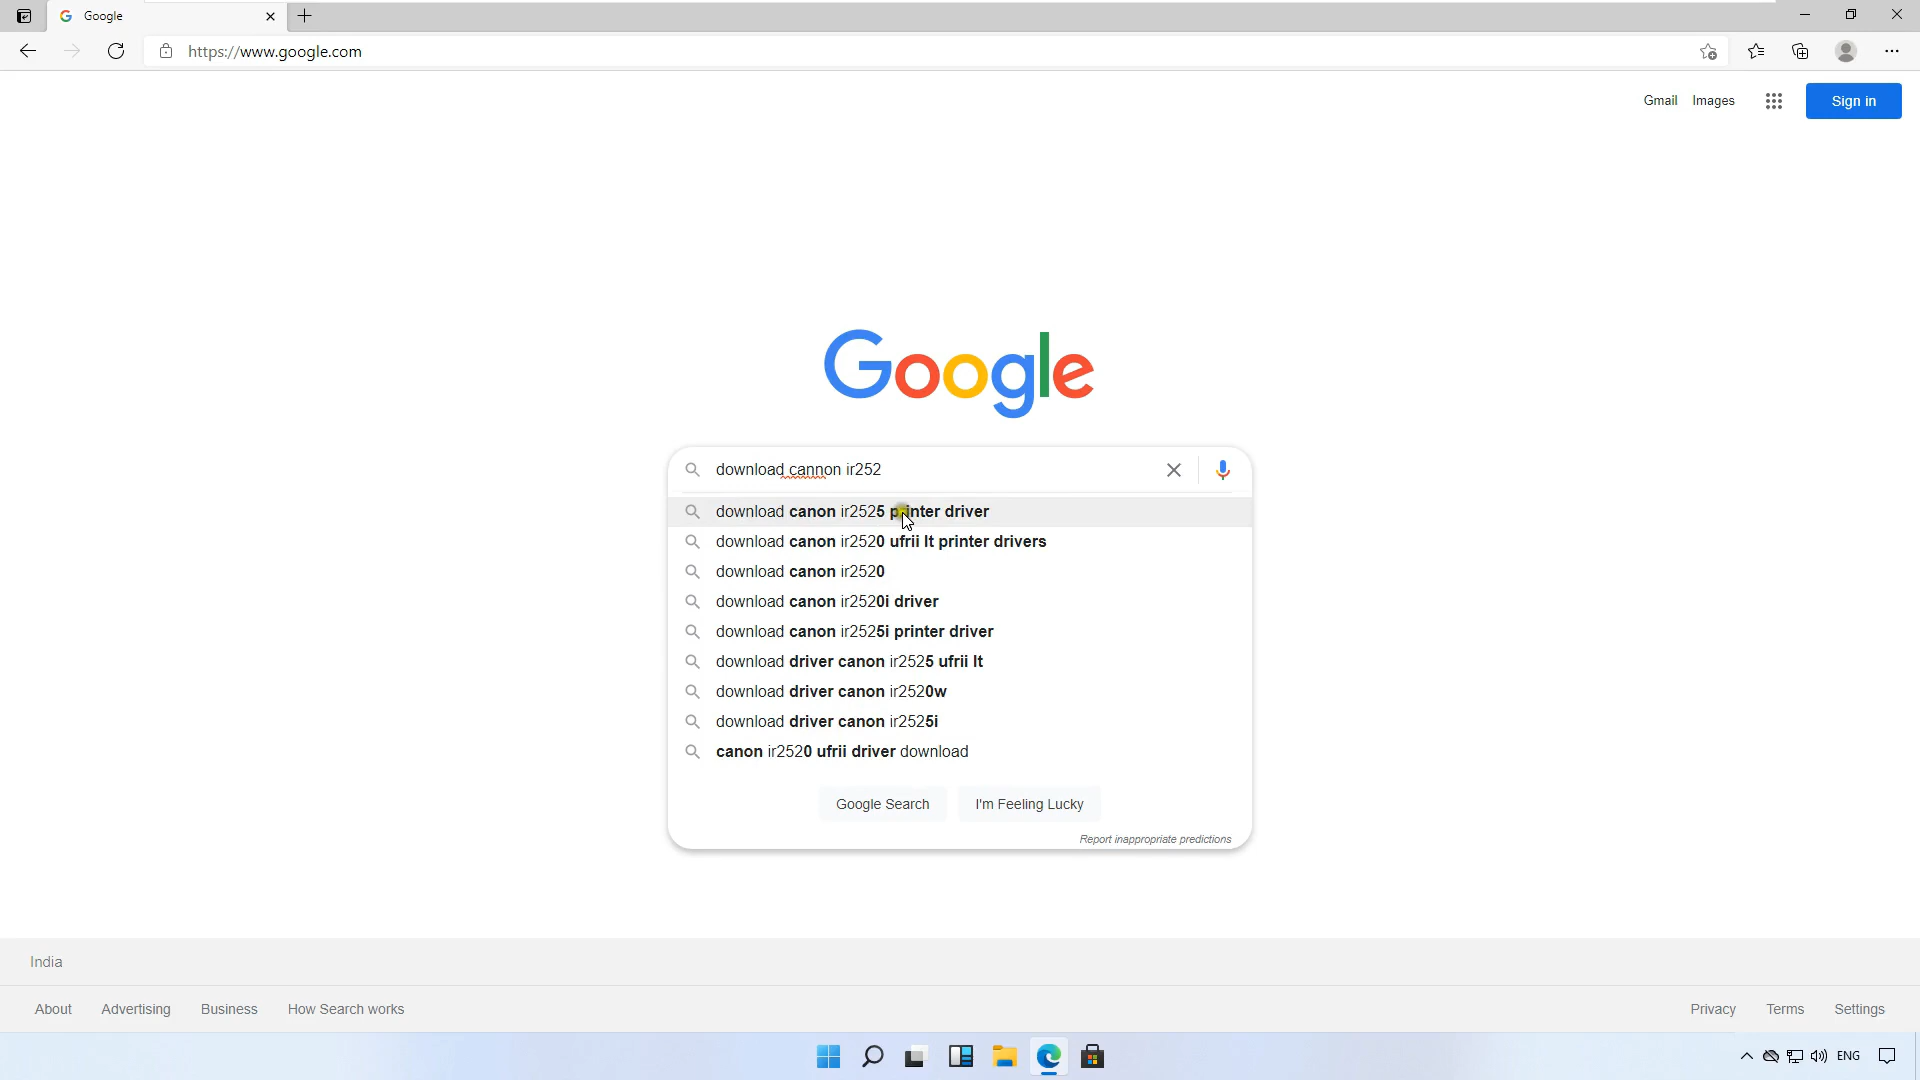 Google
https://www.google.com
Gmail Images Sign in
Google
download cannon ir252
download canon ir2525 printer driver
download canon ir2520 ufrii lt printer drivers
download canon ir2520
download canon ir2520i driver
download canon ir2525i printer driver
download driver canon ir2525 ufrii lt
download driver canon ir2520w
download driver canon ir2525i
canon ir2520 ufrii driver download
Google Search I'm Feeling Lucky
Report inappropriate predictions
India
About Advertising Business How Search works Privacy Terms Settings
ENG